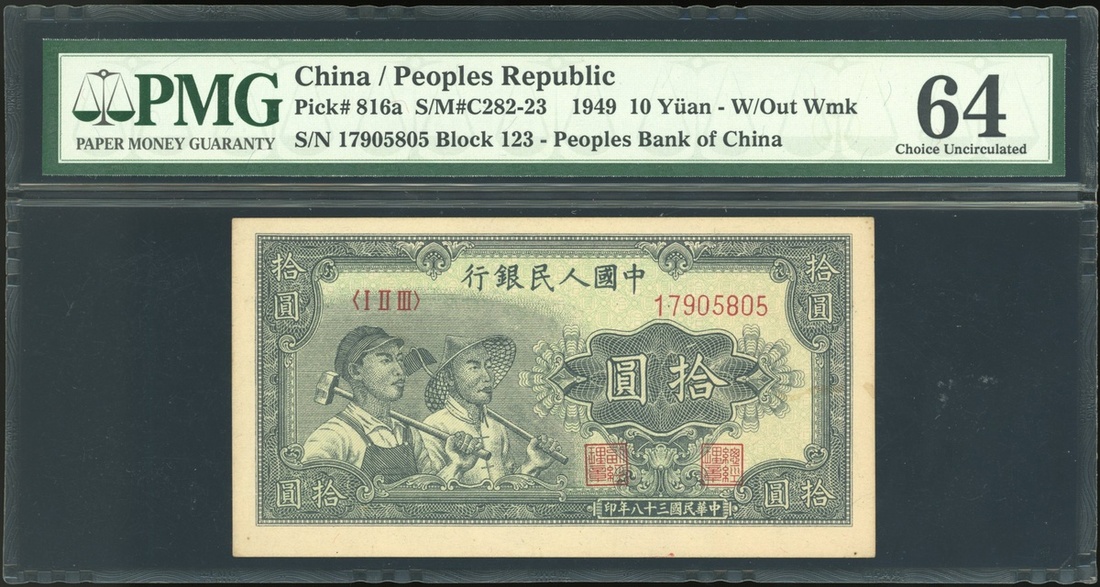 PMG
PAPER MONEY GUARANTY
China / Peoples Republic
Pick# 816a S/M#C282-23 1949 10 Yüan - W/Out Wmk
S/N 17905805 Block 123 - Peoples Bank of China
64
Choice Uncirculated
行銀民人國中
〈I II III〉
17905805
拾圓
圓拾
圓拾
圓拾
拾圓
印年八十三國民華中